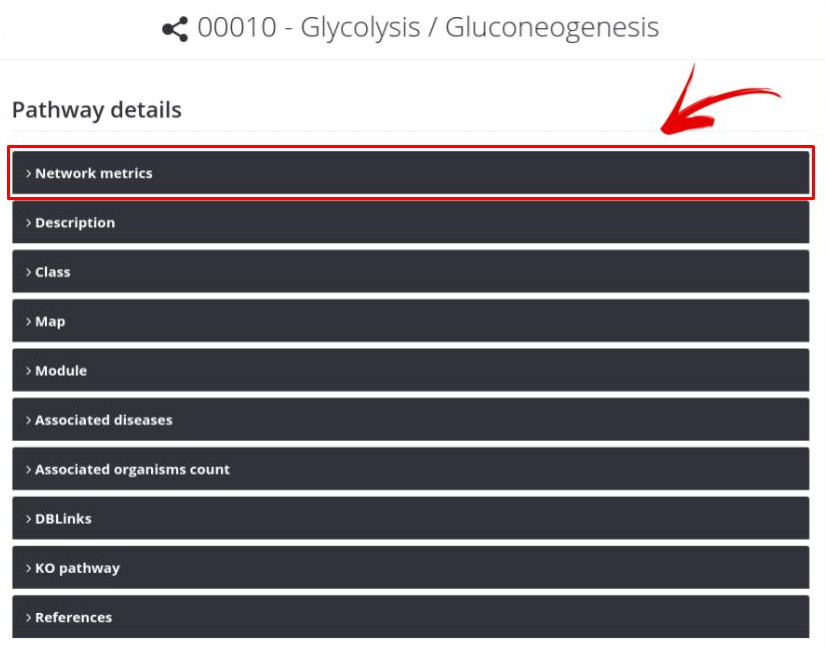 00010 - Glycolysis / Gluconeogenesis
Pathway details
Network metrics
Description
Class
Map
Module
Associated diseases
Associated organisms count
DBLinks
KO pathway
References